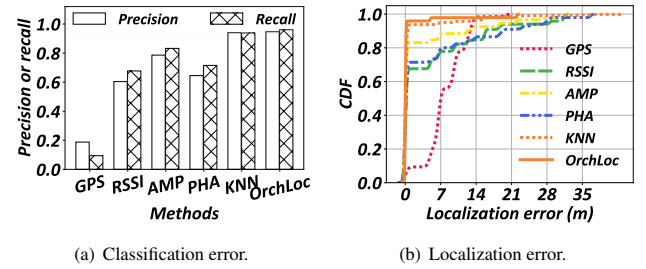 Precision or recall
1.0
0.8
0.6
0.4
0.2
0.0
Precision
Recall
GPS
RSSI
AMP
PHA
KNN
OrchLoc
Methods
(a) Classification error.
CDF
1.0
0.8
0.6
0.4
0.2
0.0
GPS
RSSI
AMP
PHA
KNN
OrchLoc
0 7 14 21 28 35
Localization error (m)
(b) Localization error.